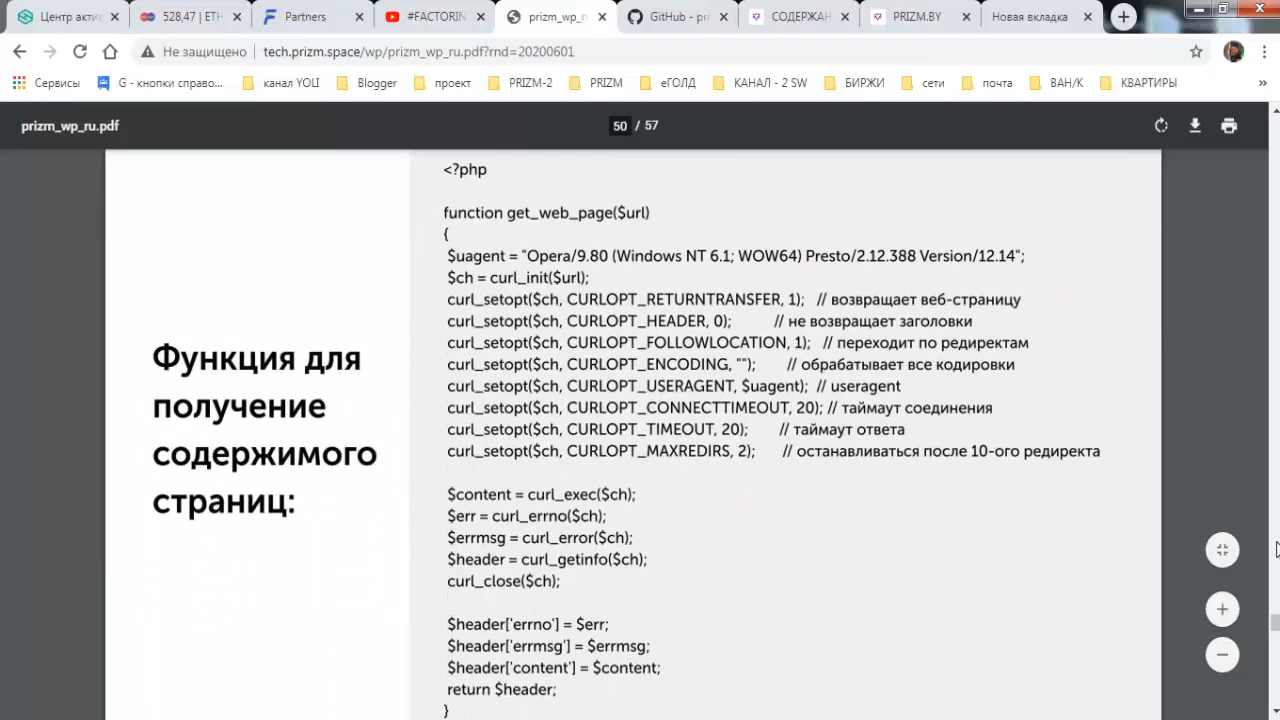 Центр акти
528,47 | ETH
Partners
#FACTORIN
prizm_wp_r
GitHub - pri
СОДЕРЖАН
PRIZM.BY
Новая вкладка
Не защищено
tech.prizm.space/wp/prizm_wp_ru.pdf?rnd=20200601
Сервисы
G - кнопки справо...
канал YOLI
Blogger
проект
PRIZM-2
PRIZM
еГОЛД
КАНАЛ - 2 SW
БИРЖИ
сети
почта
ВАН/К
КВАРТИРЫ
»
prizm_wp_ru.pdf
50 / 57
Функция для
получение
содержимого
страниц:
<?php
function get_web_page($url)
{
$uagent = "Opera/9.80 (Windows NT 6.1; WOW64) Presto/2.12.388 Version/12.14";
$ch = curl_init($url);
curl_setopt($ch, CURLOPT_RETURNTRANSFER, 1); // возвращает веб-страницу
curl_setopt($ch, CURLOPT_HEADER, 0); // не возвращает заголовки
curl_setopt($ch, CURLOPT_FOLLOWLOCATION, 1); // переходит по редиректам
curl_setopt($ch, CURLOPT_ENCODING, ""); // обрабатывает все кодировки
curl_setopt($ch, CURLOPT_USERAGENT, $uagent); // useragent
curl_setopt($ch, CURLOPT_CONNECTTIMEOUT, 20); // таймаут соединения
curl_setopt($ch, CURLOPT_TIMEOUT, 20); // таймаут ответа
curl_setopt($ch, CURLOPT_MAXREDIRS, 2); // останавливаться после 10-ого редиректа
$content = curl_exec($ch);
$err = curl_errno($ch);
$errmsg = curl_error($ch);
$header = curl_getinfo($ch);
curl_close($ch);
$header['errno'] = $err;
$header['errmsg'] = $errmsg;
$header['content'] = $content;
return $header;
}